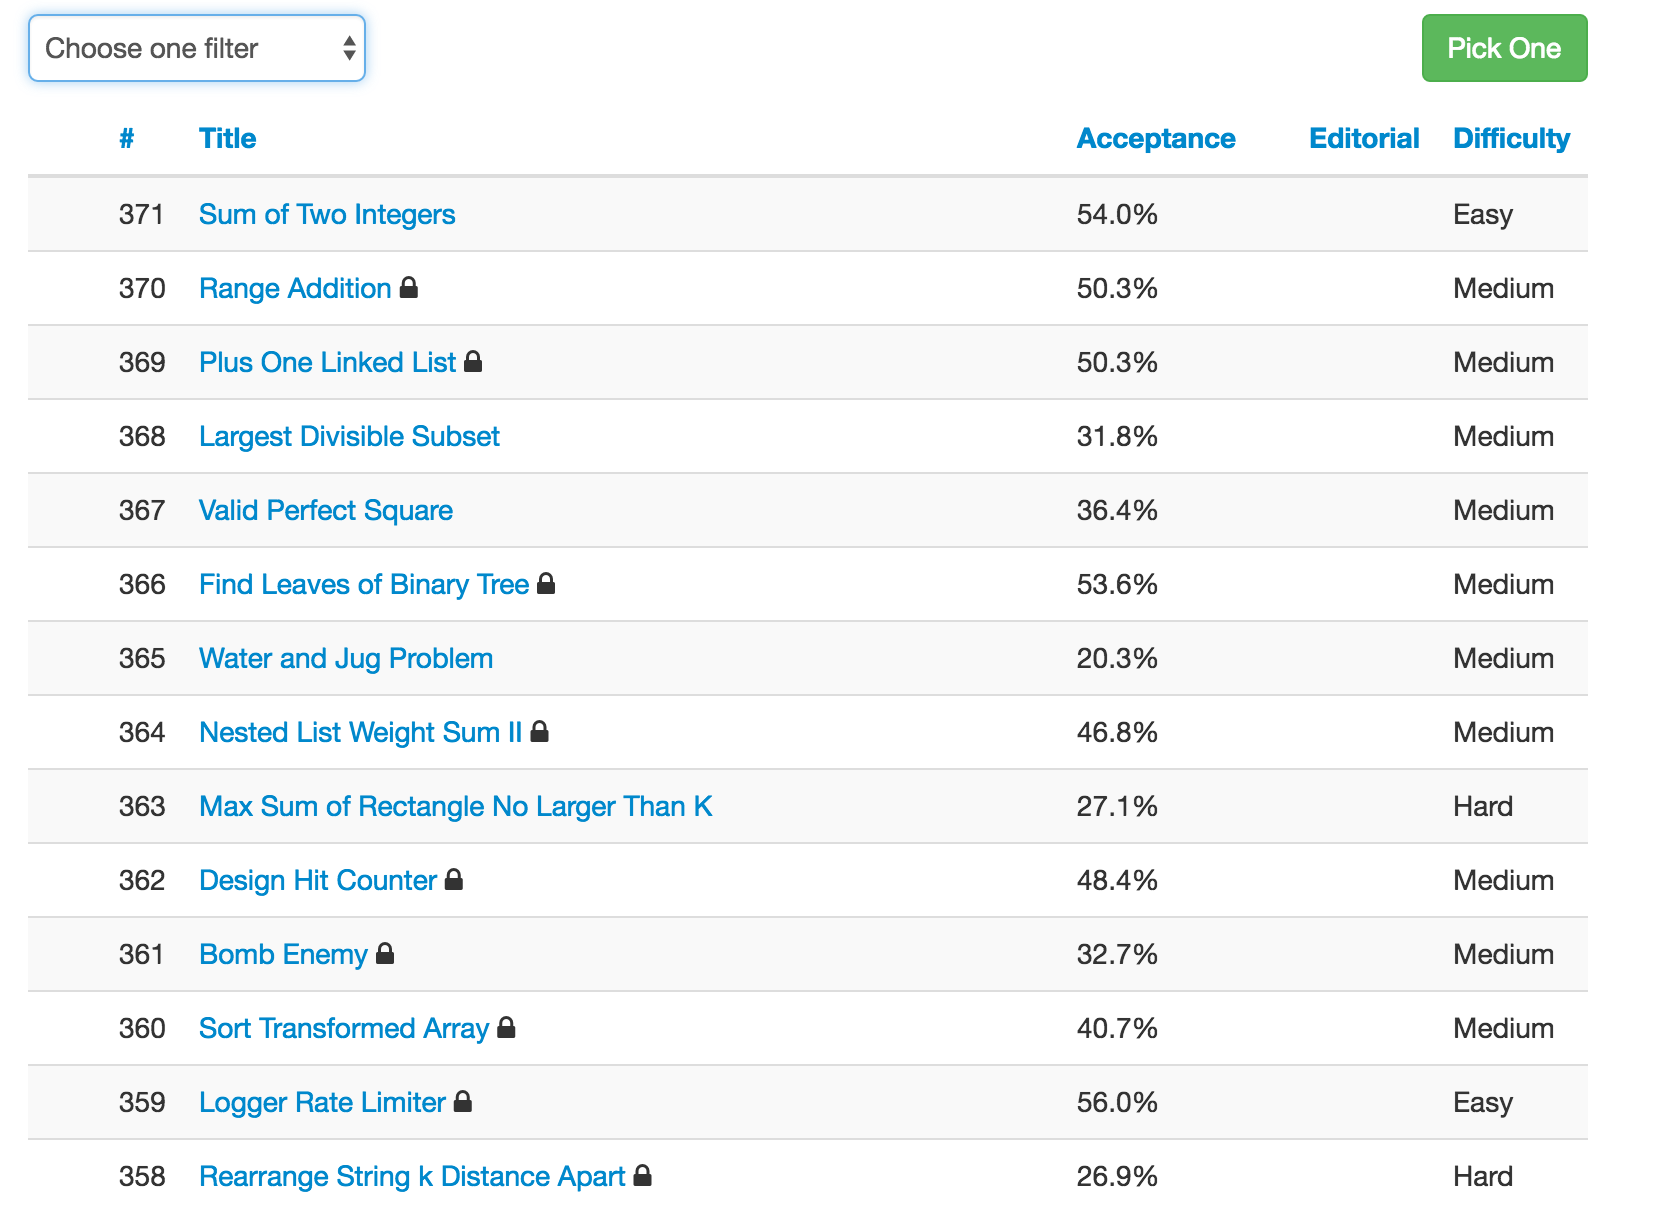 Choose one filter Pick One
# Title Acceptance Editorial Difficulty
371 Sum of Two Integers 54.0% Easy
370 Range Addition 50.3% Medium
369 Plus One Linked List 50.3% Medium
368 Largest Divisible Subset 31.8% Medium
367 Valid Perfect Square 36.4% Medium
366 Find Leaves of Binary Tree 53.6% Medium
365 Water and Jug Problem 20.3% Medium
364 Nested List Weight Sum II 46.8% Medium
363 Max Sum of Rectangle No Larger Than K 27.1% Hard
362 Design Hit Counter 48.4% Medium
361 Bomb Enemy 32.7% Medium
360 Sort Transformed Array 40.7% Medium
359 Logger Rate Limiter 56.0% Easy
358 Rearrange String k Distance Apart 26.9% Hard